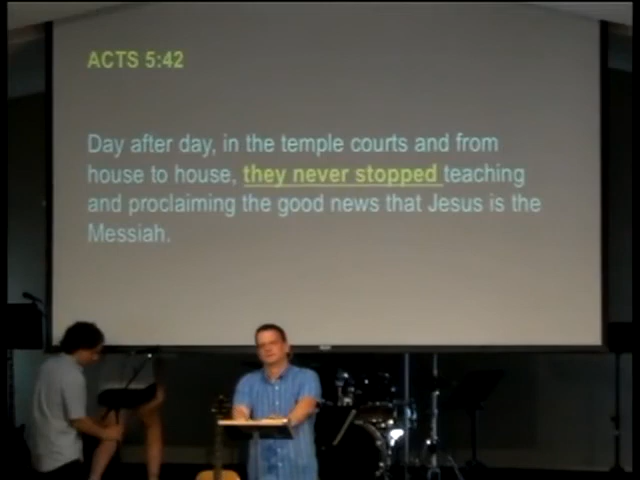 ACTS 5:42
Day after day, in the temple courts and from
house to house, they never stopped teaching
and proclaiming the good news that Jesus is the
Messiah.